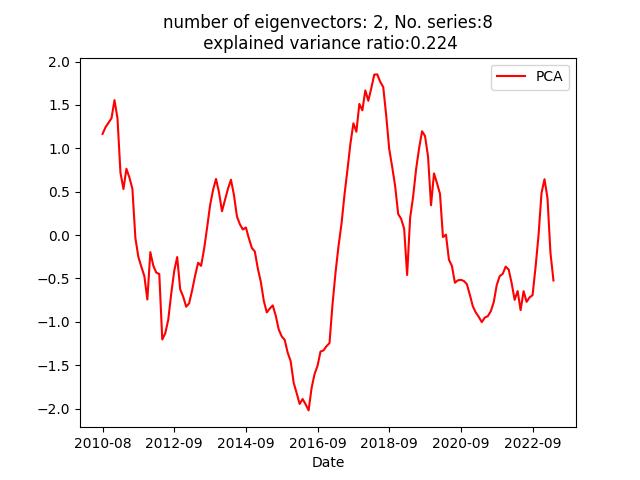 number of eigenvectors: 2, No. series:8
explained variance ratio:0.224
PCA
2.0
1.5
1.0
0.5
0.0
−0.5
−1.0
−1.5
−2.0
2010-08 2012-09 2014-09 2016-09 2018-09 2020-09 2022-09
Date